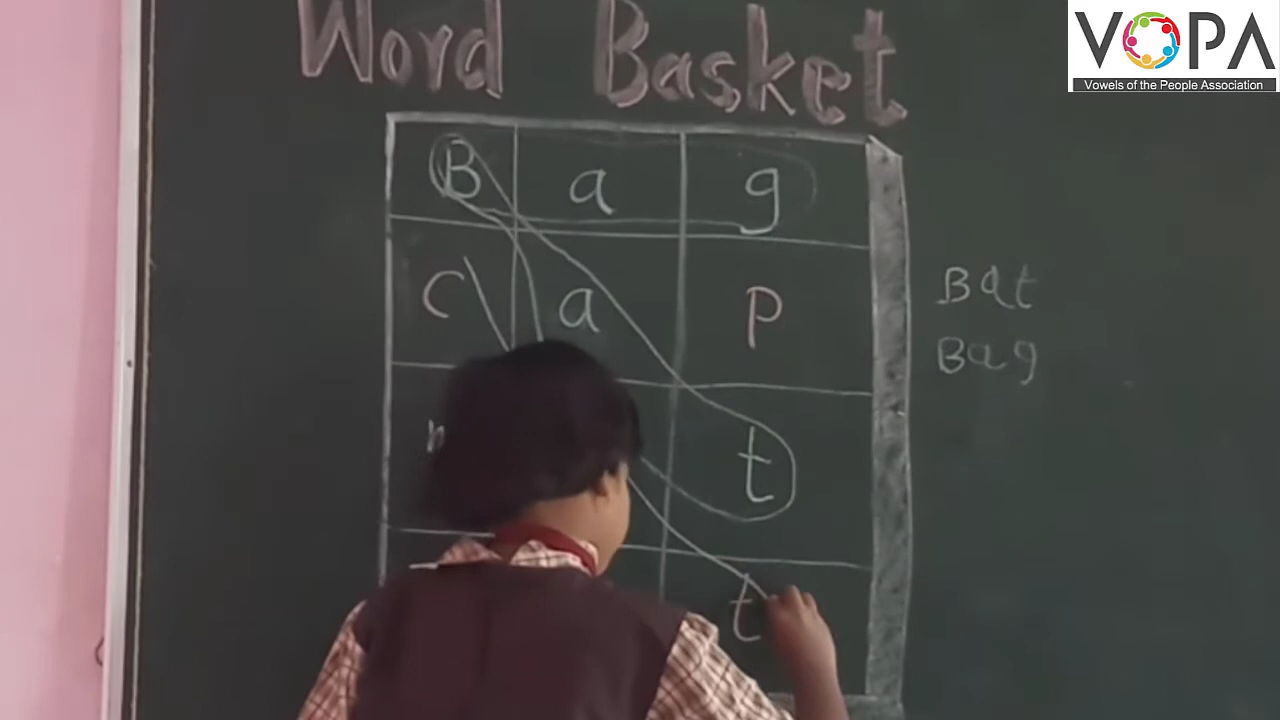 VOPA
Vowels of the People Association
Word Basket
B a g
C a p
t
t
Bat
Bag